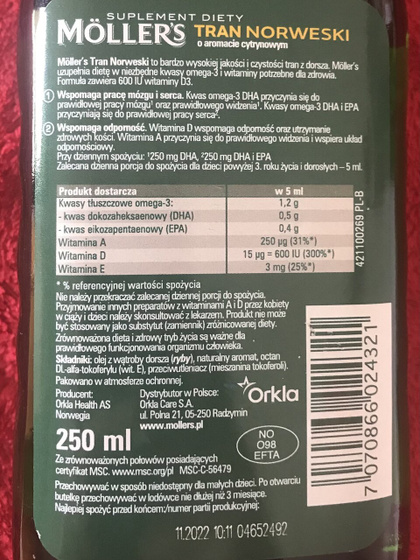 SUPLEMENT DIETY
MÖLLER'S TRAN NORWESKI
o aromacie cytrynowym
Möller's Tran Norweski to bardzo wysokiej jakości i czystości tran z dorsza. Möller's
uzupełnia dietę w niezbędne kwasy omega-3 i witaminy potrzebne dla zdrowia.
Formuła zawiera 600 IU witaminy D3.
1 Wspomaga pracę mózgu i serca. Kwas omega-3 DHA przyczynia się do
prawidłowej pracy mózgu¹ oraz prawidłowego widzenia¹. Kwasy omega-3 DHA i EPA
przyczyniają się do prawidłowej pracy serca².
2 Wspomaga odporność. Witamina D wspomaga odporność oraz utrzymanie
zdrowych kości. Witamina A przyczynia się do prawidłowego widzenia i wspiera układ
odpornościowy.
Przy dziennym spożyciu: ¹250 mg DHA, ²250 mg DHA i EPA
Zalecana dzienna porcja do spożycia dla dzieci powyżej 3. roku życia i dorosłych – 5 ml.
Produkt dostarcza w 5 ml
Kwasy tłuszczowe omega-3: 1,2 g
- kwas dokozaheksaenowy (DHA) 0,5 g
- kwas eikozapentaenowy (EPA) 0,4 g
Witamina A 250 µg (31%*)
Witamina D 15 µg = 600 IU (300%*)
Witamina E 3 mg (25%*)
421100269 PL-B
* % referencyjnej wartości spożycia
Nie należy przekraczać zalecanej dziennej porcji do spożycia.
Przyjmowanie innych preparatów z witaminami A i D przez kobiety
w ciąży i dzieci należy skonsultować z lekarzem. Produkt nie może
być stosowany jako substytut (zamiennik) zróżnicowanej diety.
Zrównoważona dieta i zdrowy tryb życia są ważne dla
prawidłowego funkcjonowania organizmu człowieka.
Składniki: olej z wątroby dorsza (ryby), naturalny aromat, octan
DL-alfa-tokoferylu (wit. E), przeciwutleniacz (mieszanina tokoferoli).
Pakowano w atmosferze ochronnej.
Producent:
Orkla Health AS
Norwegia
Dystrybutor w Polsce:
Orkla Care S.A.
ul. Polna 21, 05-250 Radzymin
www.mollers.pl
Orkla
250 ml
NO
098
EFTA
Ze zrównoważonych połowów posiadających
certyfikat MSC. www.msc.org/pl MSC-C-56479
Przechowywać w sposób niedostępny dla małych dzieci. Po otwarciu
butelkę przechowywać w lodówce nie dłużej niż 3 miesiące.
Najlepiej spożyć przed końcem:/numer partii produkcyjnej:
11.2022 10:11 04652492
7 070866 024321